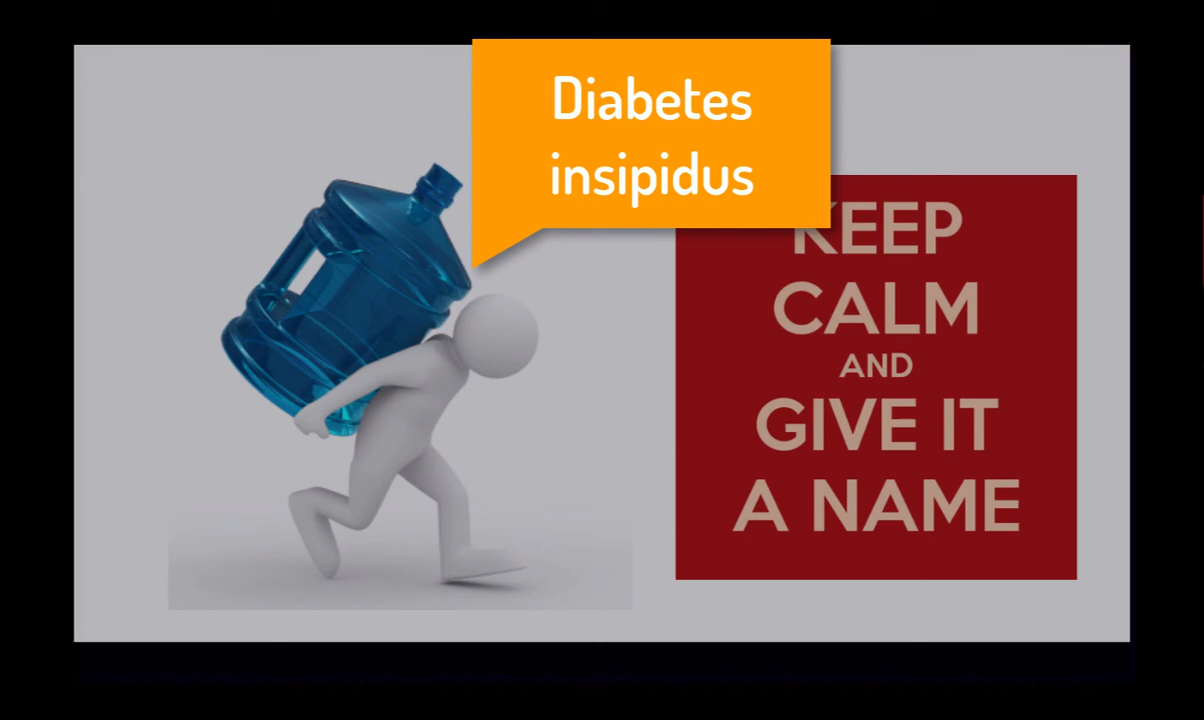 Diabetes
insipidus
KEEP
CALM
AND
GIVE IT
A NAME